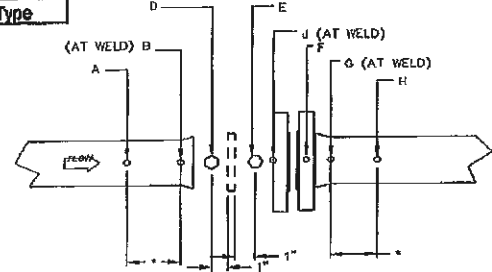 Type
D
E
(AT WELD) B
J (AT WELD)
F
A
G (AT WELD)
H
FLOW
*
1"
1"
*